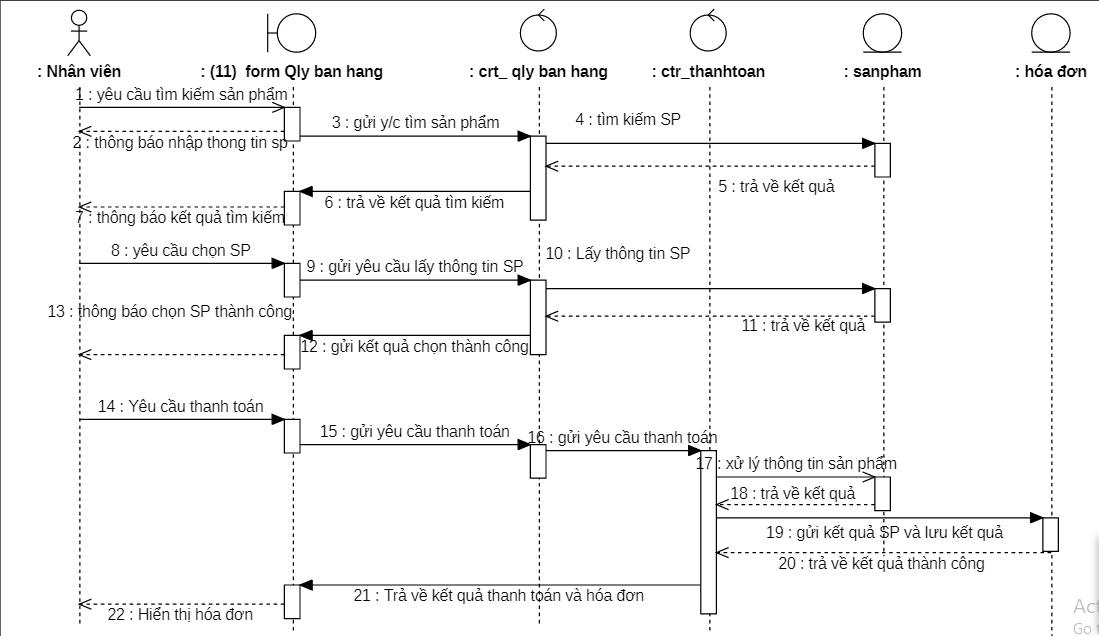 : Nhân viên
: (11)  form Qly ban hang
: crt_ qly ban hang
: ctr_thanhtoan
: sanpham
: hóa đơn
1 : yêu cầu tìm kiếm sản phẩm
2 : thông báo nhập thong tin sp
3 : gửi y/c tìm sản phẩm
4 : tìm kiếm SP
5 : trả về kết quả
6 : trả về kết quả tìm kiếm
7 : thông báo kết quả tìm kiếm
8 : yêu cầu chọn SP
9 : gửi yêu cầu lấy thông tin SP
10 : Lấy thông tin SP
11 : trả về kết quả
12 : gửi kết quả chọn thành công
13 : thông báo chọn SP thành công
14 : Yêu cầu thanh toán
15 : gửi yêu cầu thanh toán
16 : gửi yêu cầu thanh toán
17 : xử lý thông tin sản phẩm
18 : trả về kết quả
19 : gửi kết quả SP và lưu kết quả
20 : trả về kết quả thành công
21 : Trả về kết quả thanh toán và hóa đơn
22 : Hiển thị hóa đơn